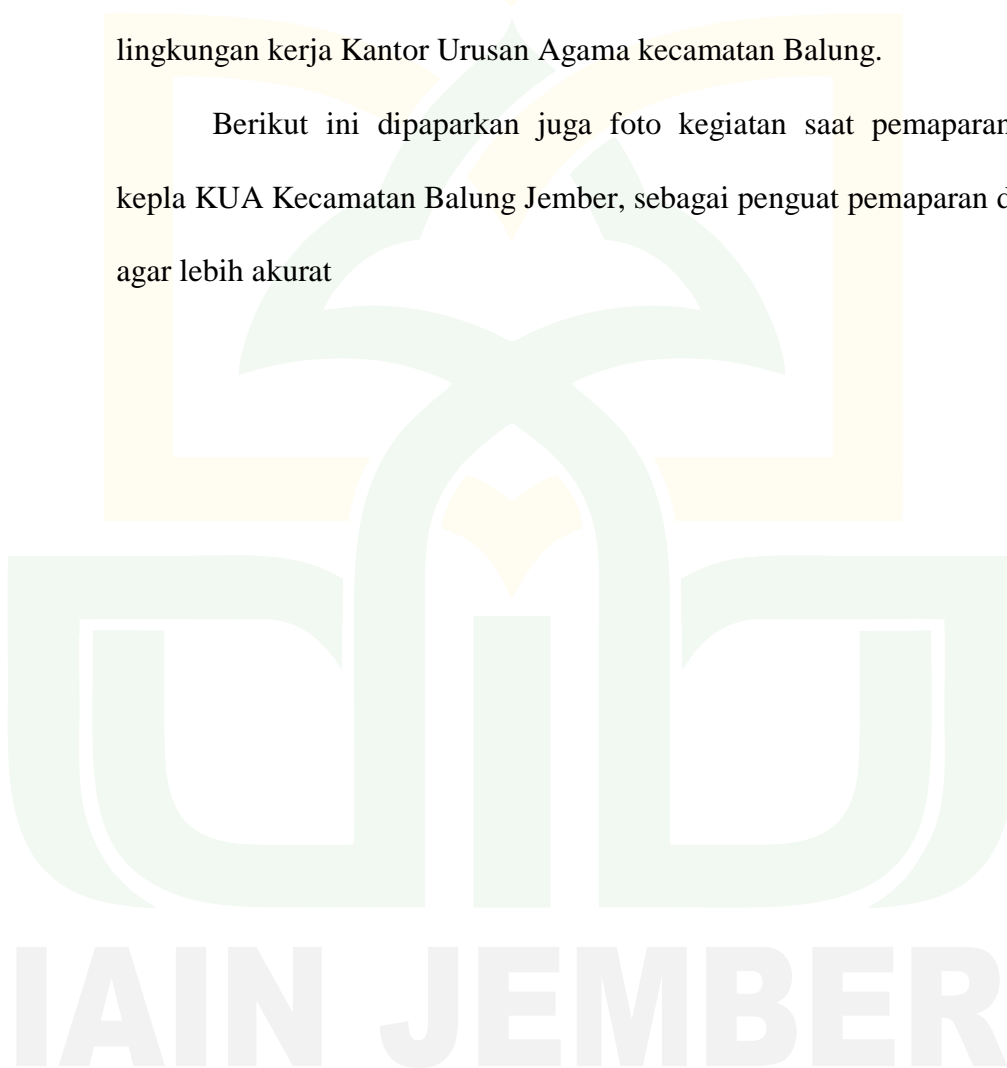 lingkungan kerja Kantor Urusan Agama kecamatan Balung.
Berikut ini dipaparkan juga foto kegiatan saat pemaparan
kepla KUA Kecamatan Balung Jember, sebagai penguat pemaparan
agar lebih akurat
IAIN JEMBER